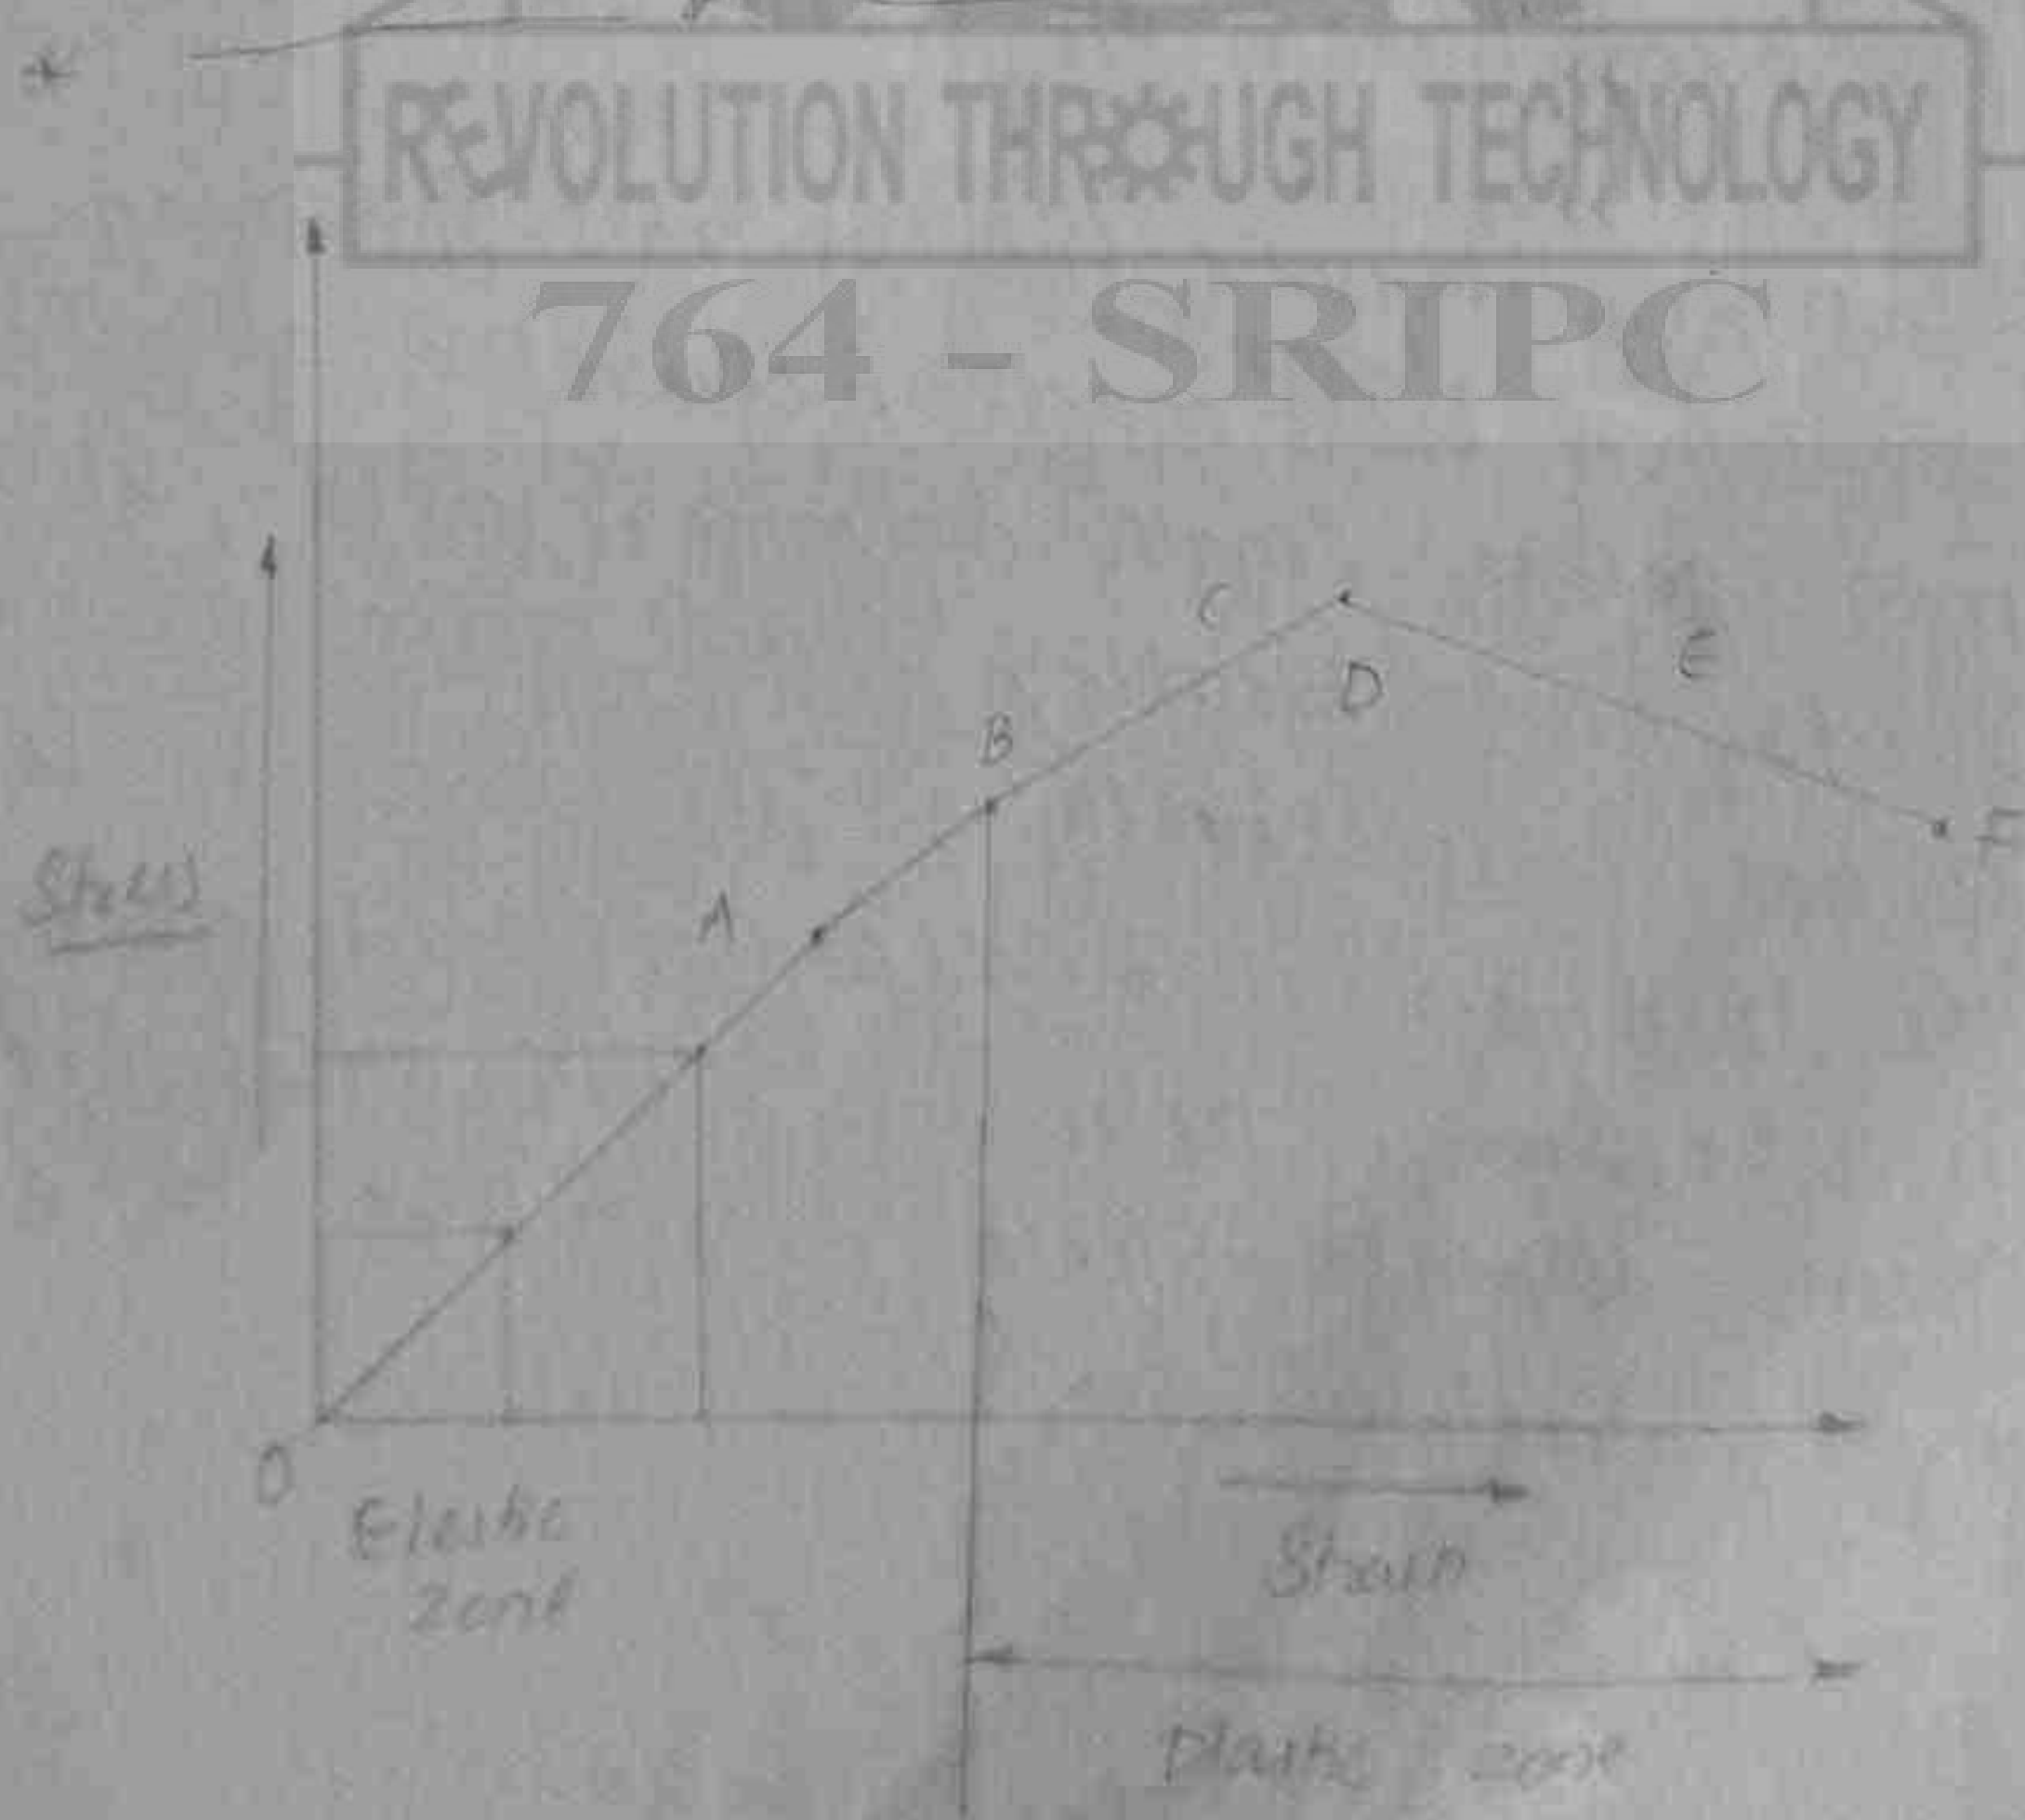 REVOLUTION THROUGH TECHNOLOGY
764 - SRIPC
C
E
D
B
F
Stress
A
O
Elastic
zone
Strain
Plastic zone